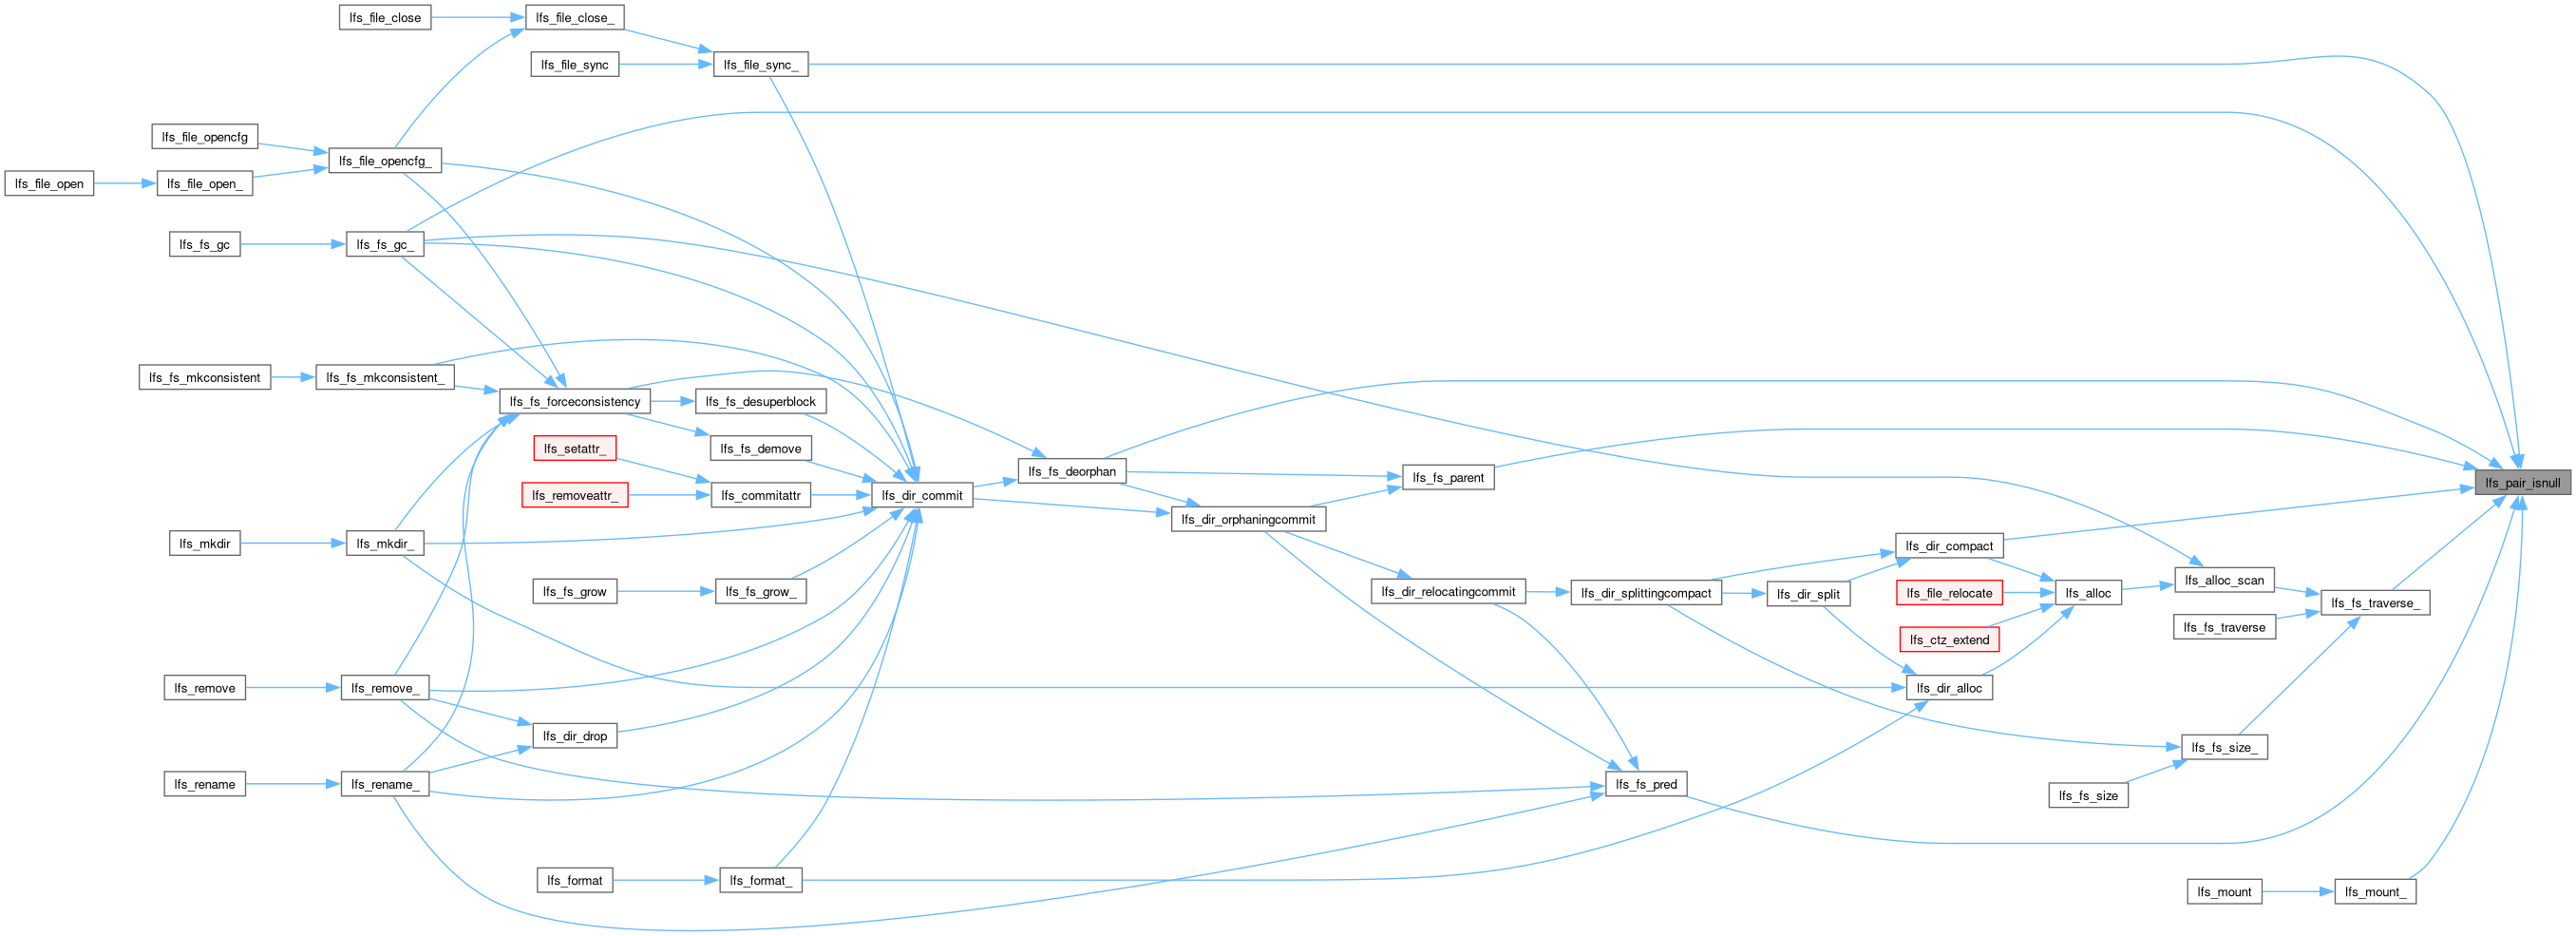 lfs_file_close
lfs_file_close_
lfs_file_sync
lfs_file_sync_
lfs_file_opencfg
lfs_file_opencfg_
lfs_file_open
lfs_file_open_
lfs_fs_gc
lfs_fs_gc_
lfs_fs_mkconsistent
lfs_fs_mkconsistent_
lfs_fs_forceconsistency
lfs_fs_desuperblock
lfs_setattr_
lfs_fs_demove
lfs_removeattr_
lfs_commitattr
lfs_dir_commit
lfs_fs_deorphan
lfs_fs_parent
lfs_pair_isnull
lfs_dir_orphaningcommit
lfs_mkdir
lfs_mkdir_
lfs_dir_compact
lfs_alloc_scan
lfs_fs_grow
lfs_fs_grow_
lfs_dir_relocatingcommit
lfs_dir_splittingcompact
lfs_dir_split
lfs_file_relocate
lfs_alloc
lfs_fs_traverse_
lfs_fs_traverse
lfs_ctz_extend
lfs_remove
lfs_remove_
lfs_dir_alloc
lfs_dir_drop
lfs_fs_size_
lfs_rename
lfs_rename_
lfs_fs_pred
lfs_fs_size
lfs_format
lfs_format_
lfs_mount
lfs_mount_